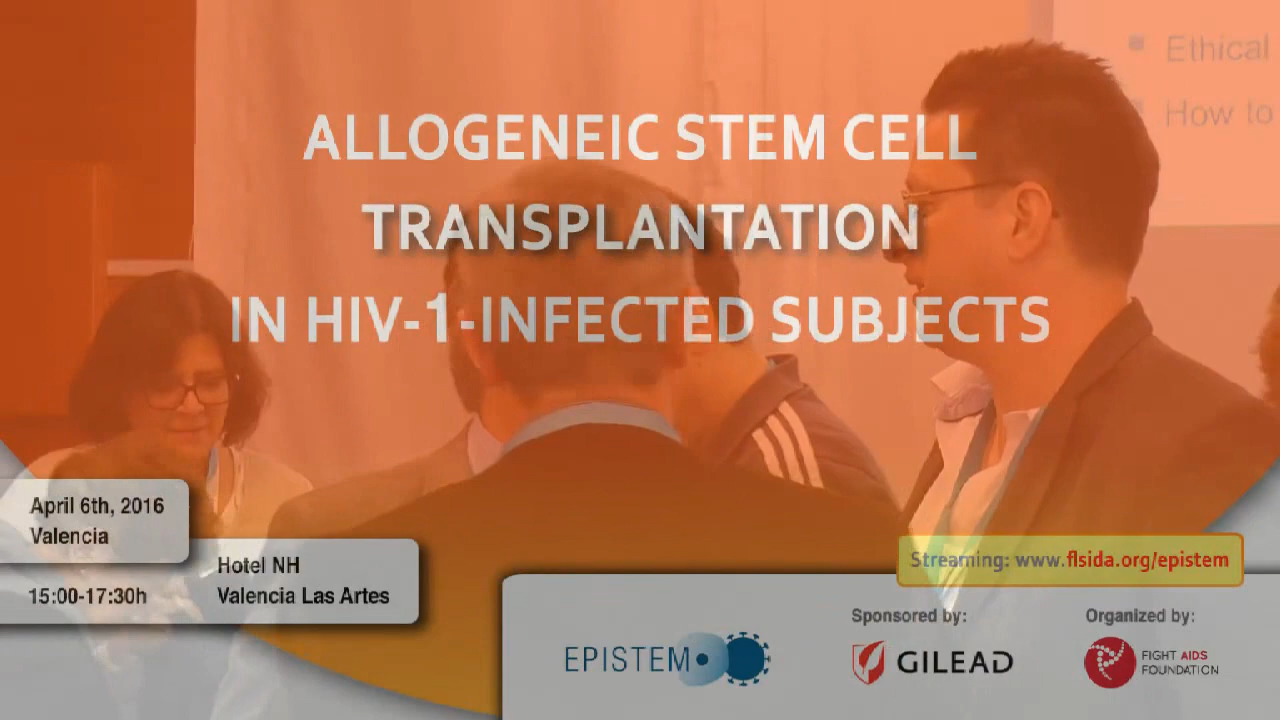 Ethical
How to
ALLOGENEIC STEM CELL
TRANSPLANTATION
IN HIV-1-INFECTED SUBJECTS
April 6th, 2016
Valencia
Hotel NH
15:00-17:30h
Valencia Las Artes
Streaming: www.flsida.org/epistem
Sponsored by:
Organized by:
EPISTEM
GILEAD
FIGHT AIDS
FOUNDATION